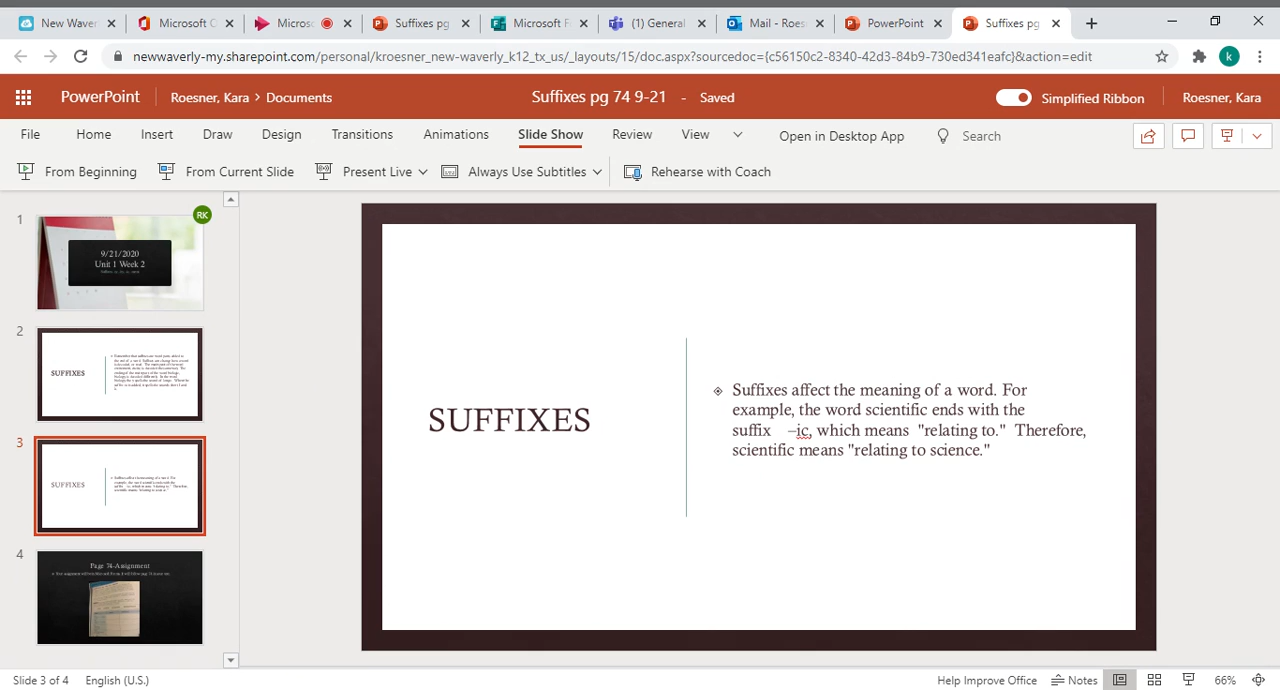 New Waver
Microsoft O
Micros
Suffixes pg
Microsoft F
(1) General
Mail - Roes
PowerPoint
Suffixes pg
newwaverly-my.sharepoint.com/personal/kroesner_new-waverly_k12_tx_us/_layouts/15/doc.aspx?sourcedoc={c56150c2-8340-42d3-84b9-730ed341eafc}&action=edit
k
PowerPoint
Roesner, Kara > Documents
Suffixes pg 74 9-21 - Saved
Simplified Ribbon
Roesner, Kara
File Home Insert Draw Design Transitions Animations Slide Show Review View Open in Desktop App Search
From Beginning From Current Slide Present Live Always Use Subtitles Rehearse with Coach
1
RK
9/21/2020
Unit 1 Week 2
2
SUFFIXES
3
SUFFIXES
4
Page 74-Assignment
SUFFIXES
Suffixes affect the meaning of a word. For
example, the word scientific ends with the
suffix –ic, which means "relating to." Therefore,
scientific means "relating to science."
Slide 3 of 4 English (U.S.) Help Improve Office Notes 66%